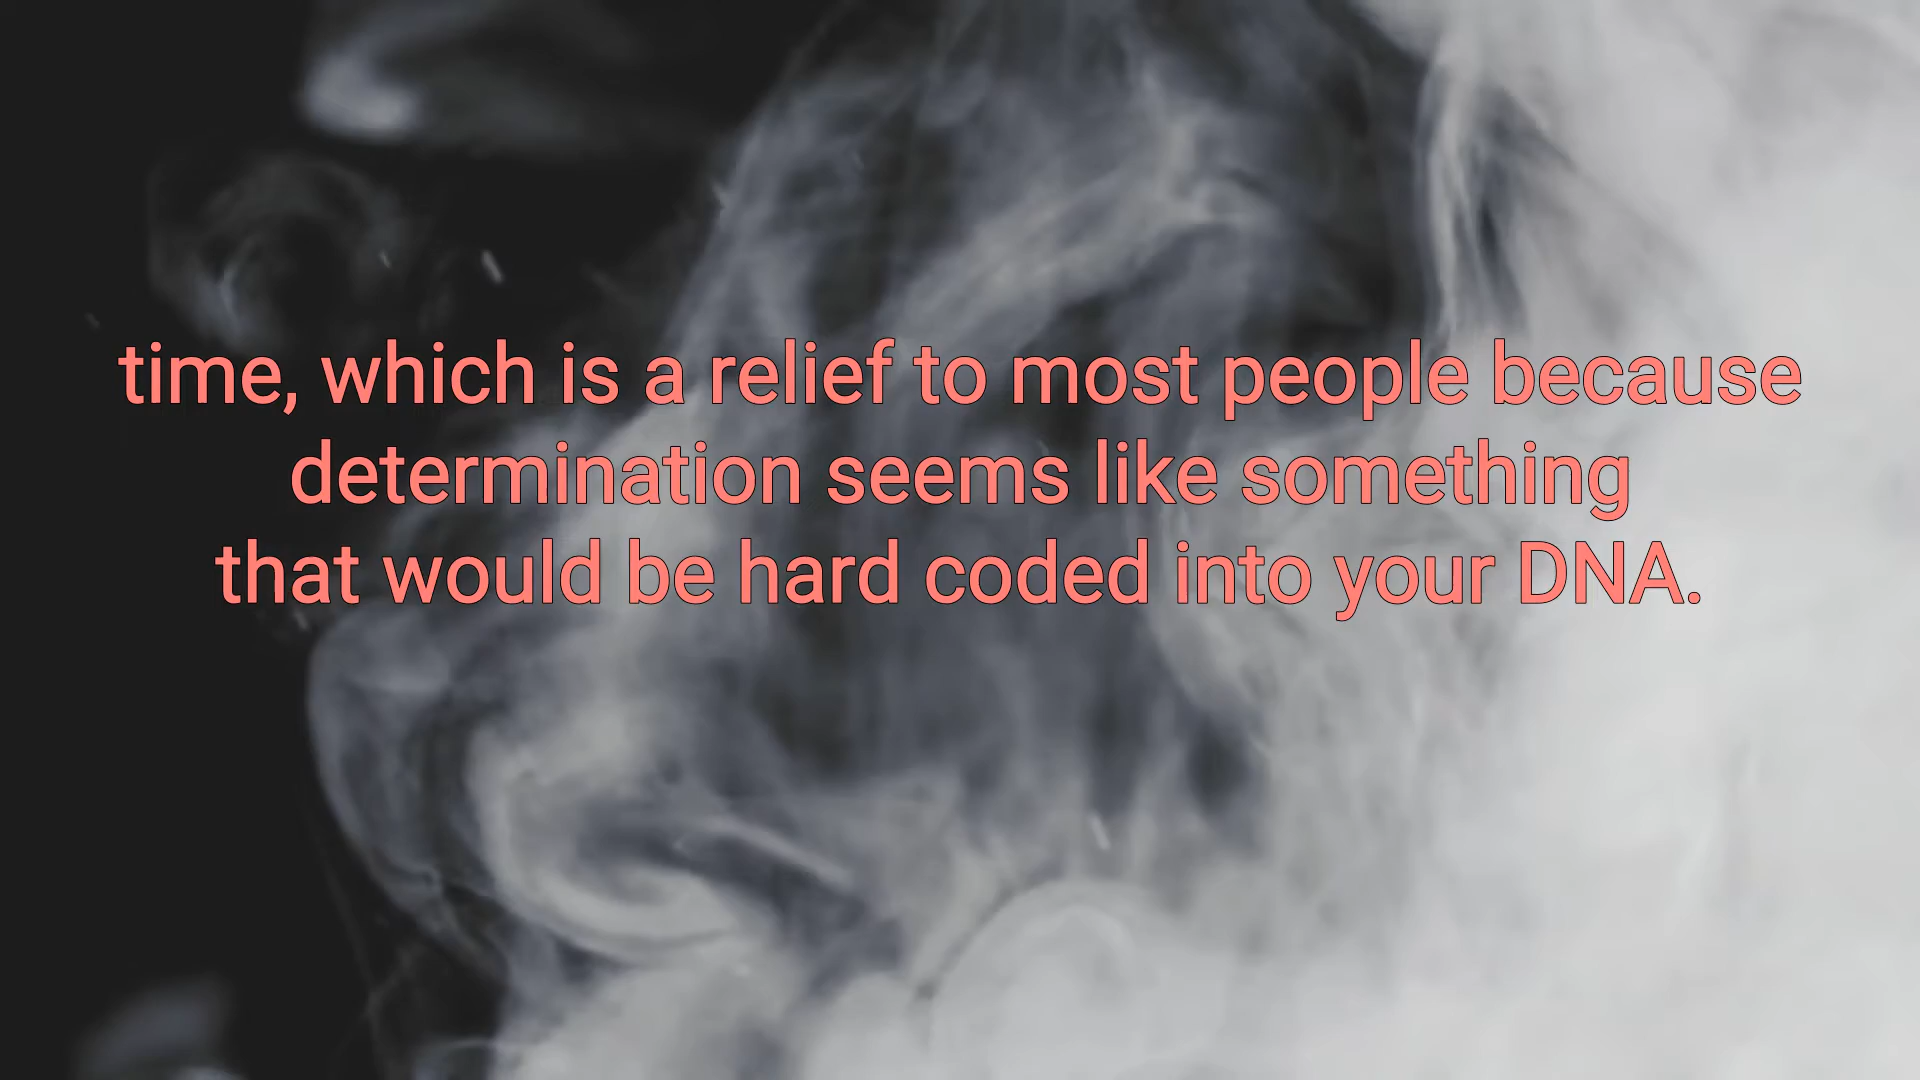 time, which is a relief to most people because
determination seems like something
that would be hard coded into your DNA.